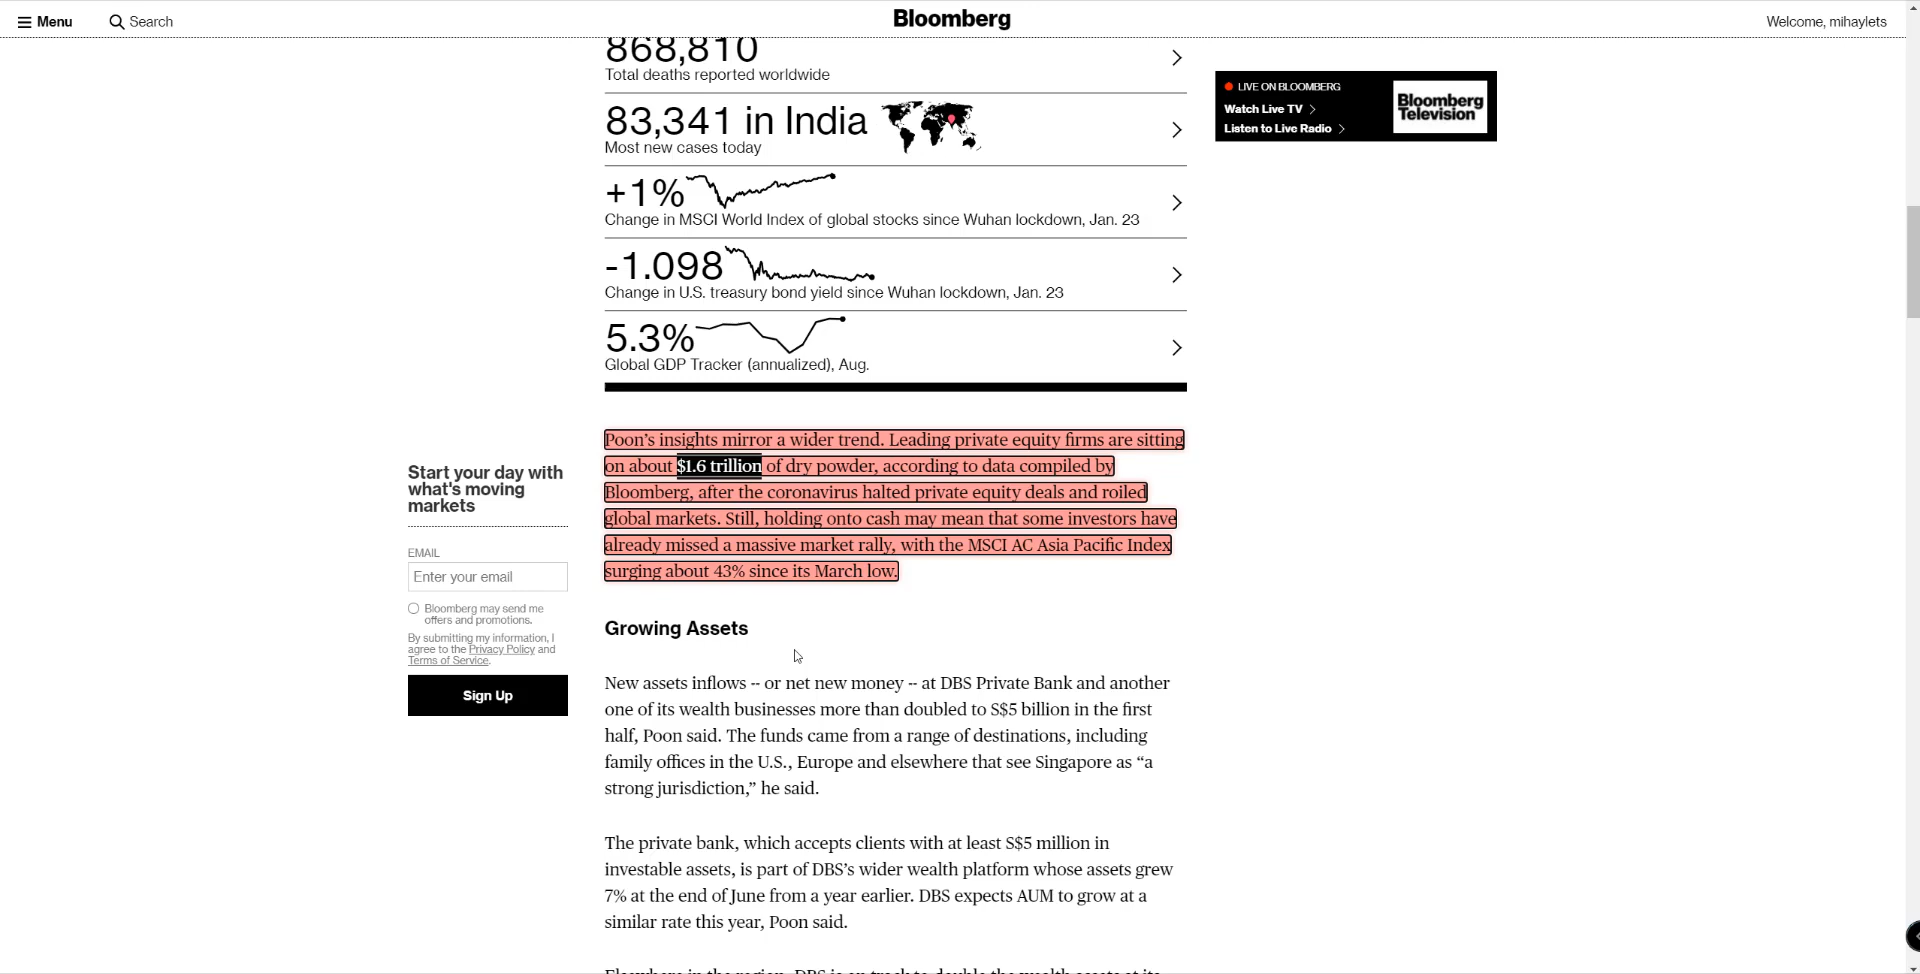 Menu
Search
Bloomberg
Welcome, mihaylets
868,810
Total deaths reported worldwide
83,341 in India
Most new cases today
+1%
Change in MSCI World Index of global stocks since Wuhan lockdown, Jan. 23
-1.098
Change in U.S. treasury bond yield since Wuhan lockdown, Jan. 23
5.3%
Global GDP Tracker (annualized), Aug.
LIVE ON BLOOMBERG
Watch Live TV
Listen to Live Radio
Bloomberg
Television
Poon's insights mirror a wider trend. Leading private equity firms are sitting
on about $1.6 trillion of dry powder, according to data compiled by
Bloomberg, after the coronavirus halted private equity deals and roiled
global markets. Still, holding onto cash may mean that some investors have
already missed a massive market rally, with the MSCI AC Asia Pacific Index
surging about 43% since its March low.
Start your day with
what's moving
markets
EMAIL
Enter your email
Bloomberg may send me
offers and promotions.
By submitting my information, I
agree to the Privacy Policy and
Terms of Service.
Sign Up
Growing Assets
New assets inflows -- or net new money -- at DBS Private Bank and another
one of its wealth businesses more than doubled to S$5 billion in the first
half, Poon said. The funds came from a range of destinations, including
family offices in the U.S., Europe and elsewhere that see Singapore as “a
strong jurisdiction,” he said.
The private bank, which accepts clients with at least S$5 million in
investable assets, is part of DBS’s wider wealth platform whose assets grew
7% at the end of June from a year earlier. DBS expects AUM to grow at a
similar rate this year, Poon said.